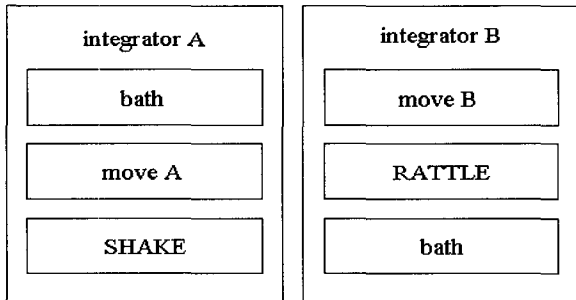 integrator A
bath
move A
SHAKE
integrator B
move B
RATTLE
bath